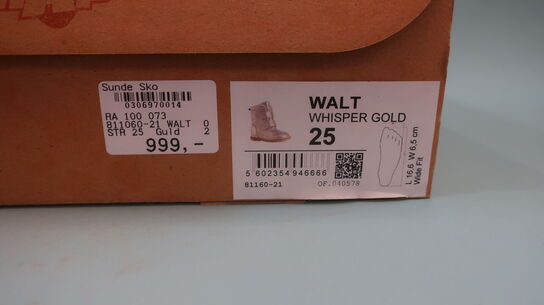 Sunde Sko
0306970014
RA 100 073
811060-21 WALT 0
STR 25 Guld 2
999,-
WALT
WHISPER GOLD
25
5 602354 946666
81160-21 OF.040578
L 16,6 W 6,5 cm
Wide Fit